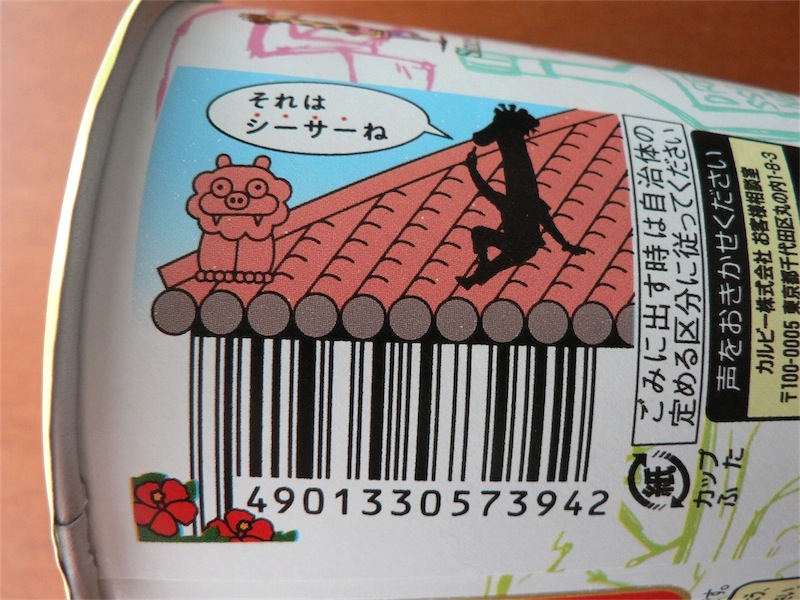 それは
シーサーね
4901330573942
ごみに出す時は自治体の
定める区分に従ってください
声をおきかせください
カルビー株式会社 お客様相談室
〒100-0005 東京都千代田区丸の内1-8-3
紙
カップ
ふた